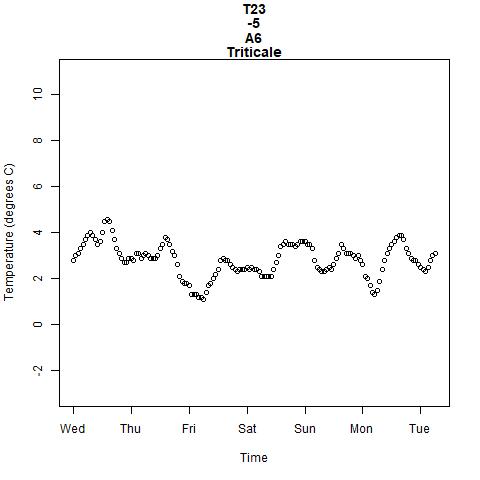 T23
-5
A6
Triticale
Temperature (degrees C)
10
8
6
4
2
0
-2
Wed Thu Fri Sat Sun Mon Tue
Time